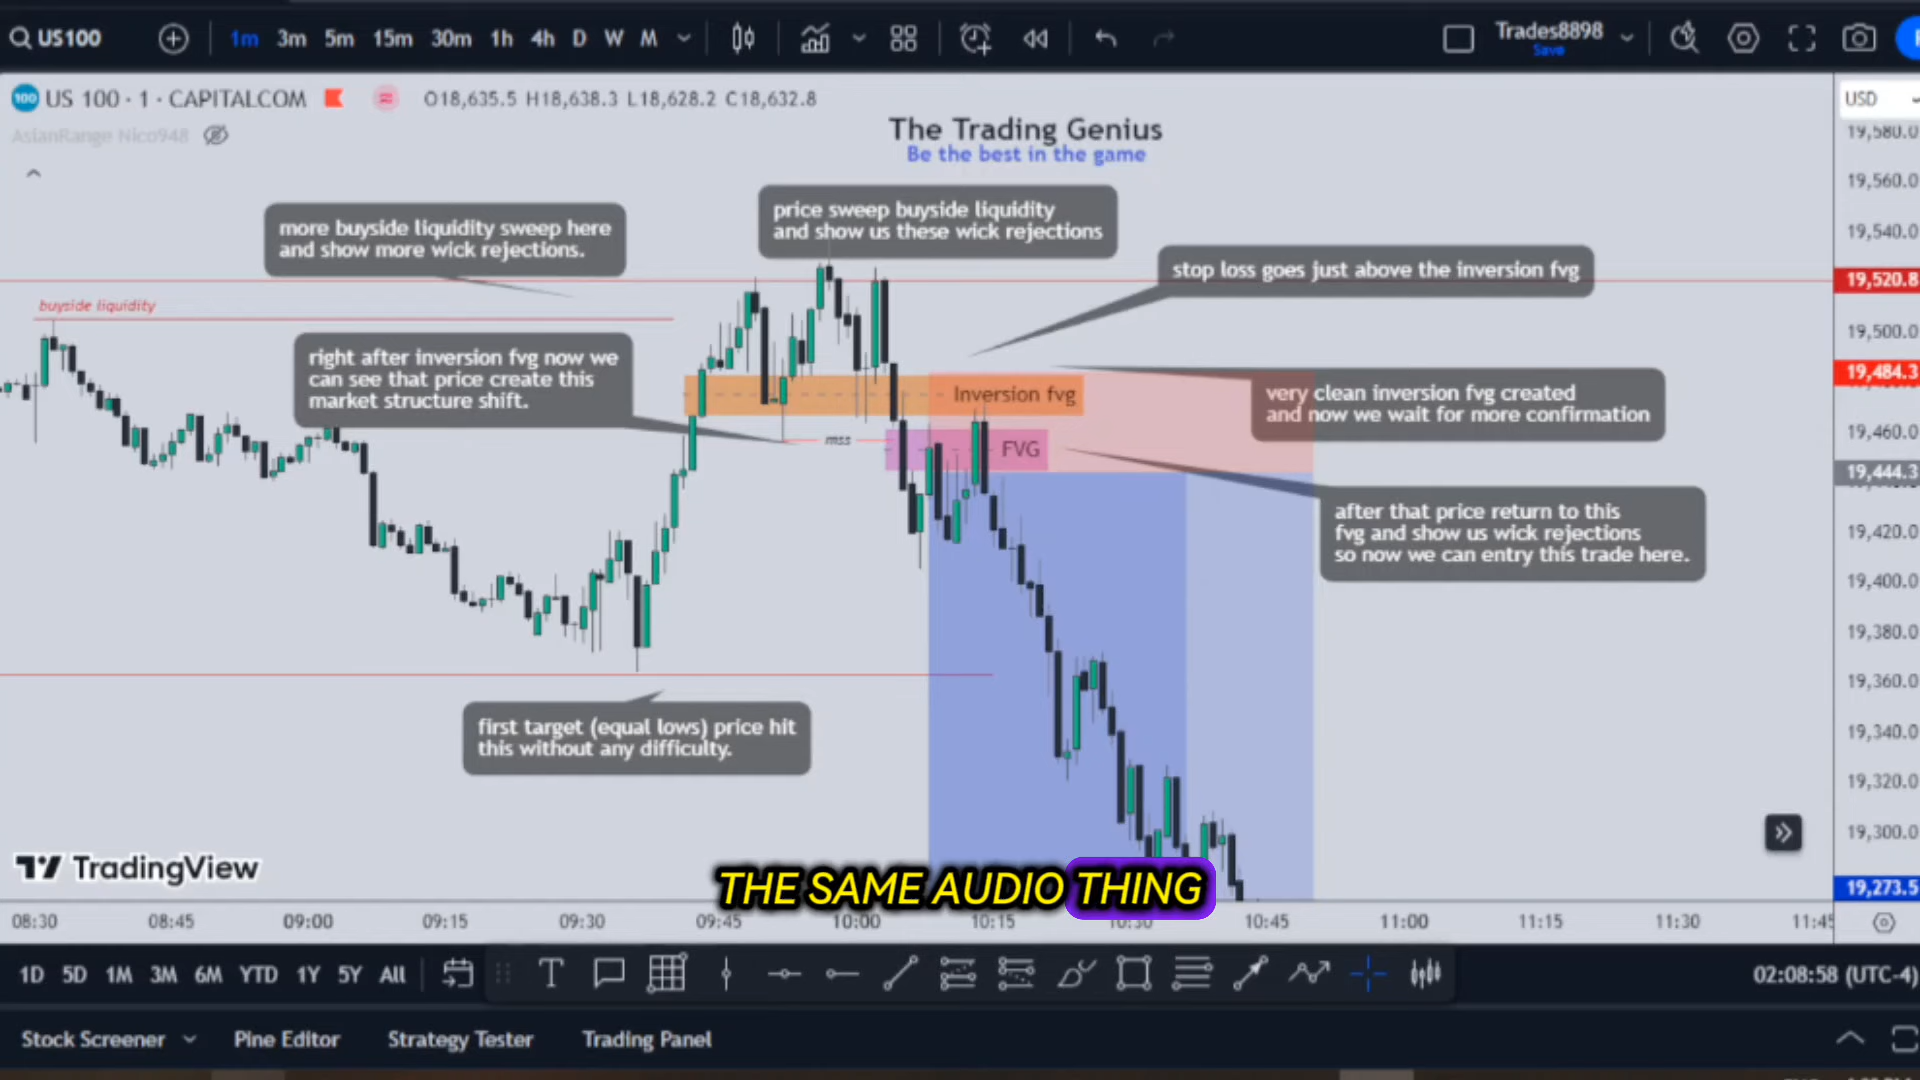 US100
1m 3m 5m 15m 30m 1h 4h D W M
Trades8898
Save
US 100 · 1 · CAPITALCOM
O18,635.5 H18,638.3 L18,628.2 C18,632.8
AsianRange Nico948
The Trading Genius
Be the best in the game
USD
19,580.0
19,560.0
19,540.0
19,520.8
19,500.0
19,484.3
19,460.0
19,444.3
19,420.0
19,400.0
19,380.0
19,360.0
19,340.0
19,320.0
19,300.0
19,273.5
more buyside liquidity sweep here
and show more wick rejections.
price sweep buyside liquidity
and show us these wick rejections
stop loss goes just above the inversion fvg
buyside liquidity
right after inversion fvg now we
can see that price create this
market structure shift.
Inversion fvg
very clean inversion fvg created
and now we wait for more confirmation
mss
FVG
after that price return to this
fvg and show us wick rejections
so now we can entry this trade here.
first target (equal lows) price hit
this without any difficulty.
TradingView
THE SAME AUDIO THING
08:30 08:45 09:00 09:15 09:30 09:45 10:00 10:15 10:30 10:45 11:00 11:15 11:30 11:45
1D 5D 1M 3M 6M YTD 1Y 5Y All
02:08:58 (UTC-4)
Stock Screener Pine Editor Strategy Tester Trading Panel